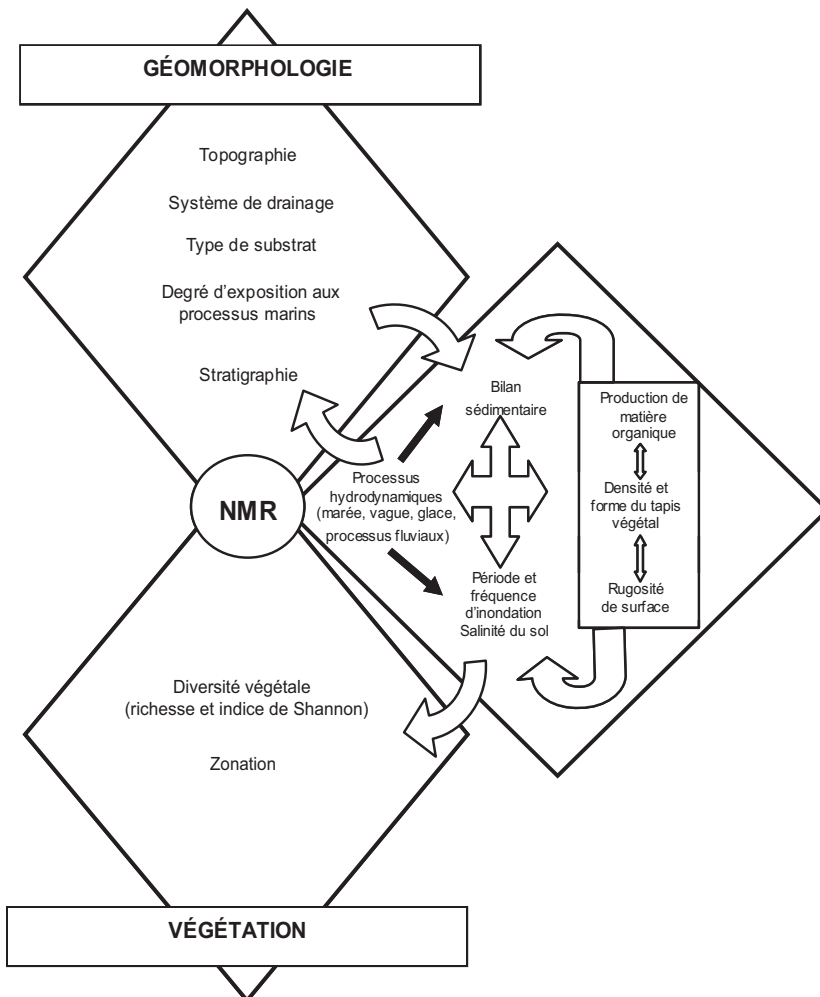 GÉOMORPHOLOGIE
Topographie
Système de drainage
Type de substrat
Degré d'exposition aux
processus marins
Stratigraphie
NMR
Bilan
sédimentaire
Processus
hydrodynamiques
(marée, vague, glace,
processus fluviaux)
Période et
fréquence
d'inondation
Salinité du sol
Production de
matière
organique
Densité et
forme du tapis
végétal
Rugosité
de surface
Diversité végétale
(richesse et indice de Shannon)
Zonation
VÉGÉTATION